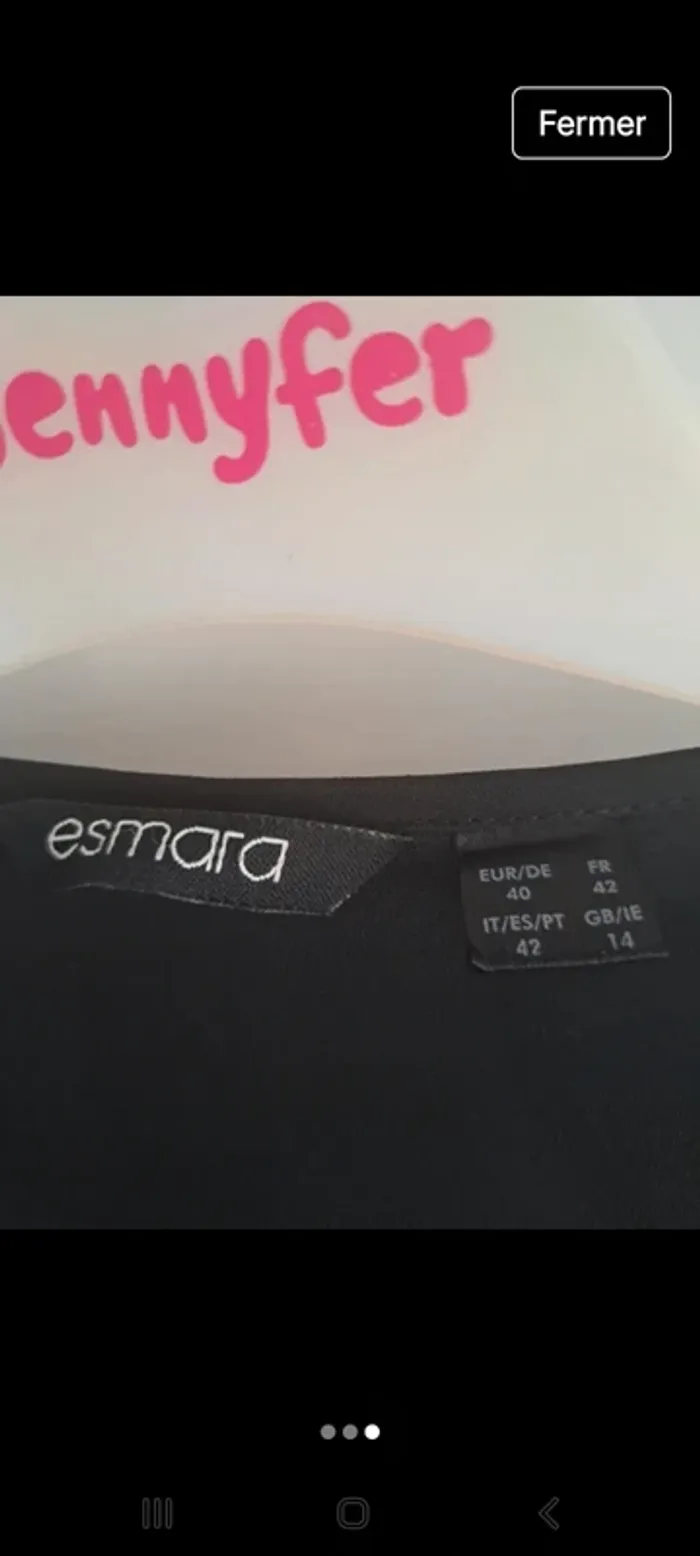 Fermer
ennyfer
esmara
EUR/DE FR
40 42
IT/ES/PT GB/IE
42 14